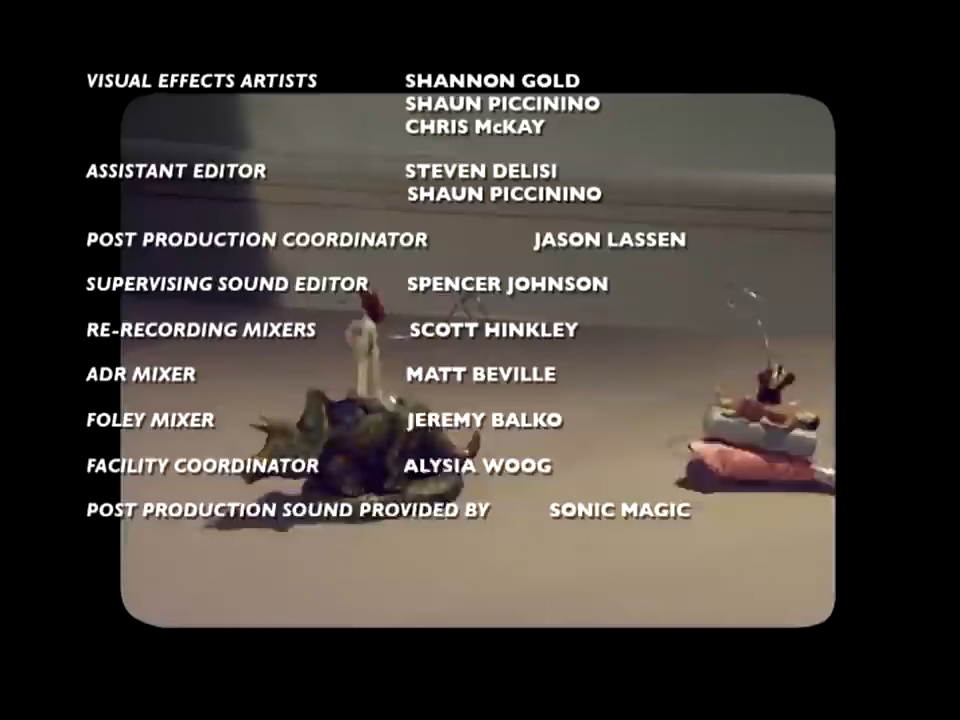 VISUAL EFFECTS ARTISTS SHANNON GOLD
SHAUN PICCININO
CHRIS McKAY
ASSISTANT EDITOR STEVEN DELISI
SHAUN PICCININO
POST PRODUCTION COORDINATOR JASON LASSEN
SUPERVISING SOUND EDITOR SPENCER JOHNSON
RE-RECORDING MIXERS SCOTT HINKLEY
ADR MIXER MATT BEVILLE
FOLEY MIXER JEREMY BALKO
FACILITY COORDINATOR ALYSIA WOOG
POST PRODUCTION SOUND PROVIDED BY SONIC MAGIC